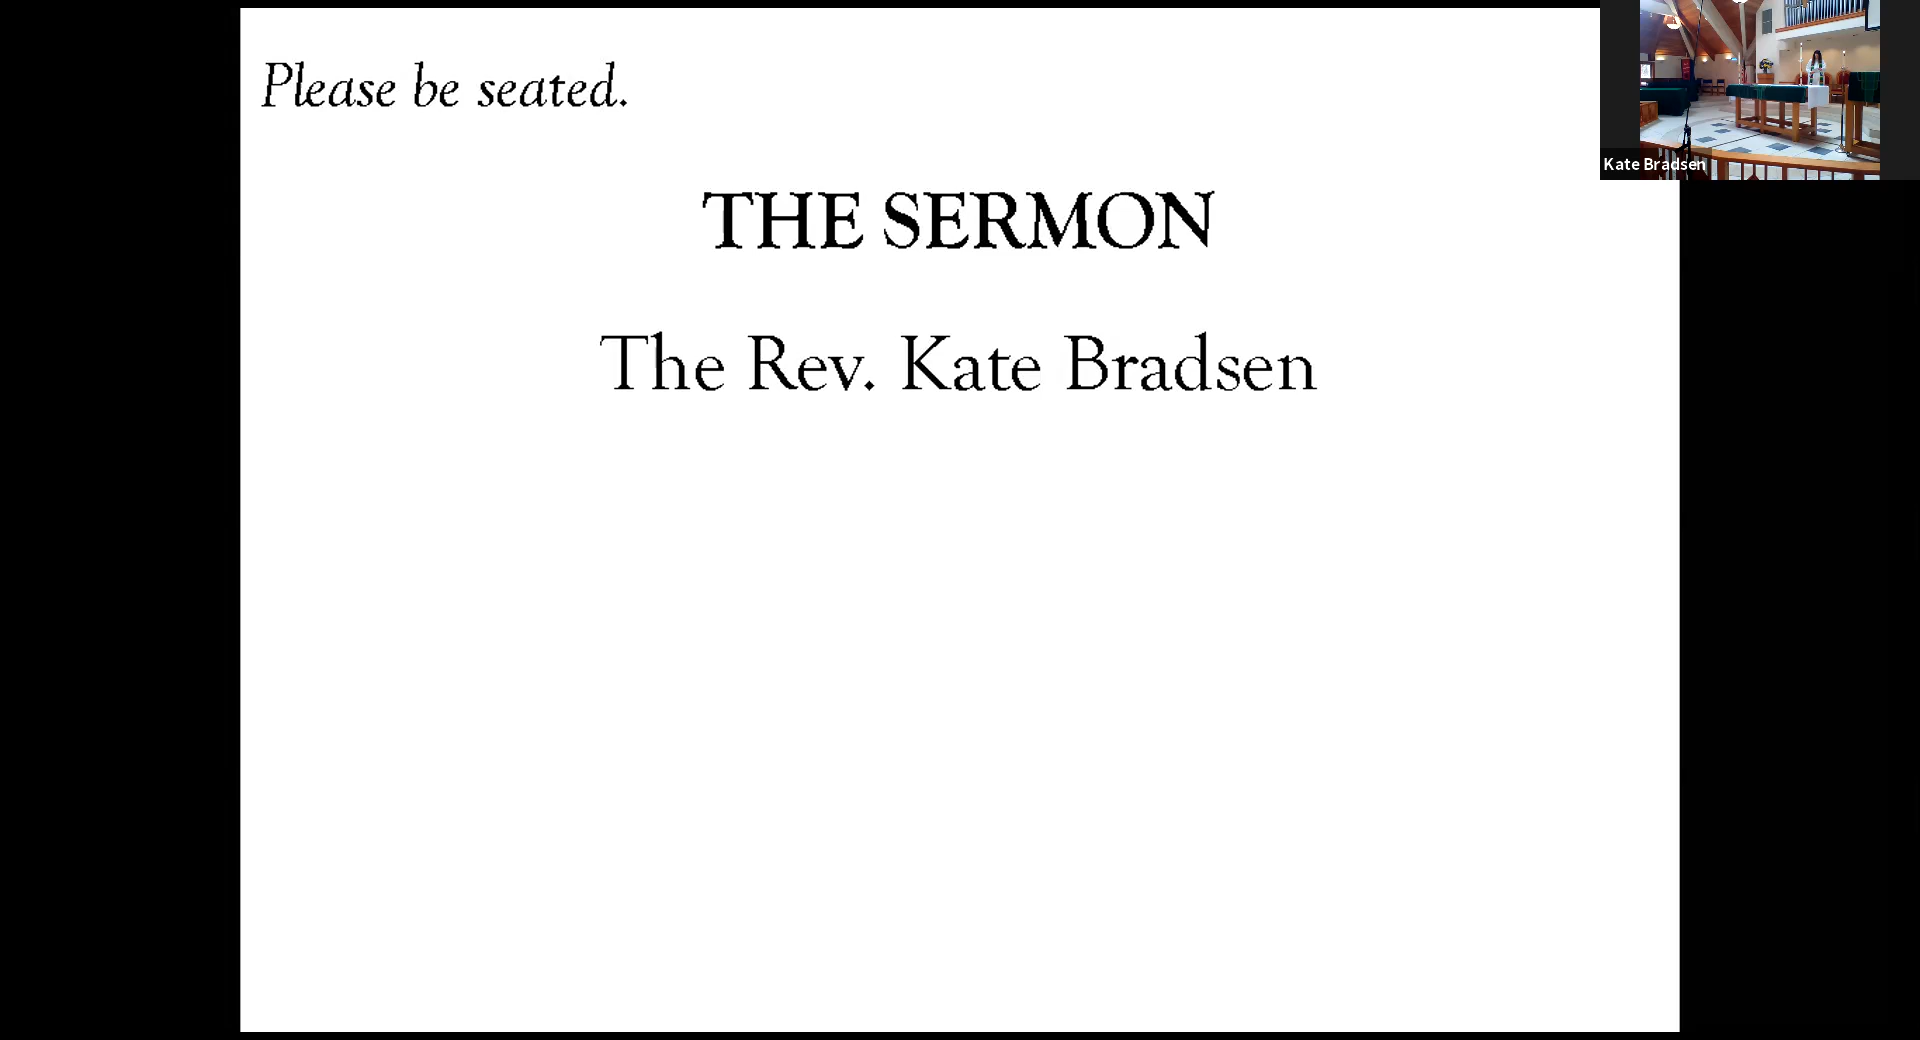 Please be seated.
THE SERMON
The Rev. Kate Bradsen
Kate Bradsen